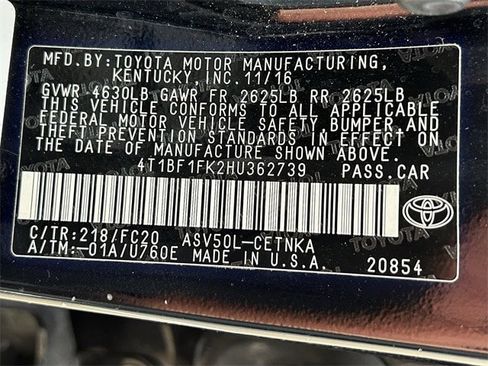 MFD.BY:TOYOTA MOTOR MANUFACTURING,
KENTUCKY,INC.11/16
GVWR 4630LB GAWR FR 2625LB RR 2625LB
THIS VEHICLE CONFORMS TO ALL APPLICABLE
FEDERAL MOTOR VEHICLE SAFETY,BUMPER,AND
THEFT PREVENTION STANDARDS IN EFFECT ON
THE DATE OF MANUFACTURE SHOWN ABOVE.
4T1BF1FK2HU362739 PASS.CAR
C/TR:218/FC20 ASV50L-CETNKA
A/TM:-01A/U760E MADE IN U.S.A.
TOYOTA
20854